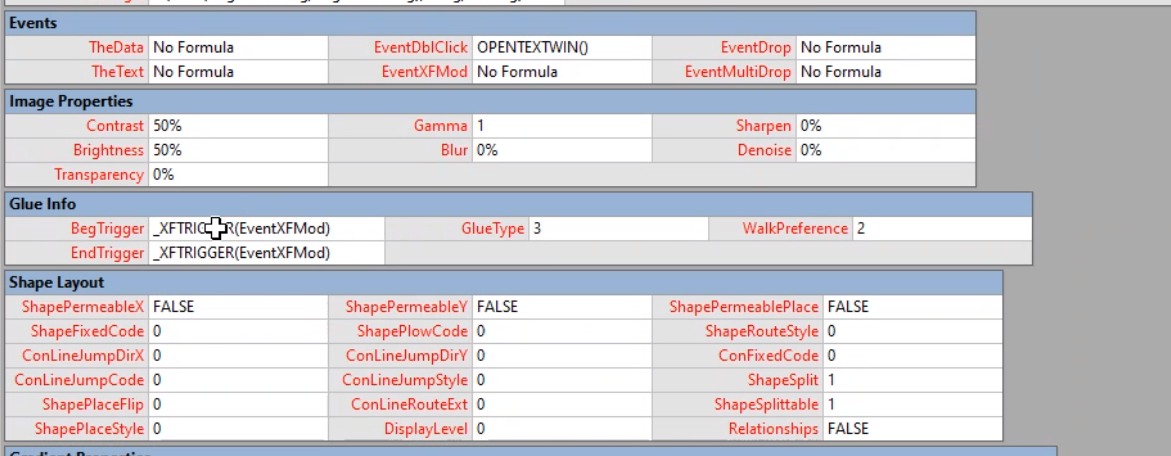 Events
TheData No Formula EventDblClick OPENTEXTWIN() EventDrop No Formula
TheText No Formula EventXFMod No Formula EventMultiDrop No Formula
Image Properties
Contrast 50% Gamma 1 Sharpen 0%
Brightness 50% Blur 0% Denoise 0%
Transparency 0%
Glue Info
BegTrigger _XFTRIGGER(EventXFMod) GlueType 3 WalkPreference 2
EndTrigger _XFTRIGGER(EventXFMod)
Shape Layout
ShapePermeableX FALSE ShapePermeableY FALSE ShapePermeablePlace FALSE
ShapeFixedCode 0 ShapePlowCode 0 ShapeRouteStyle 0
ConLineJumpDirX 0 ConLineJumpDirY 0 ConFixedCode 0
ConLineJumpCode 0 ConLineJumpStyle 0 ShapeSplit 1
ShapePlaceFlip 0 ConLineRouteExt 0 ShapeSplittable 1
ShapePlaceStyle 0 DisplayLevel 0 Relationships FALSE
Gradient Properties